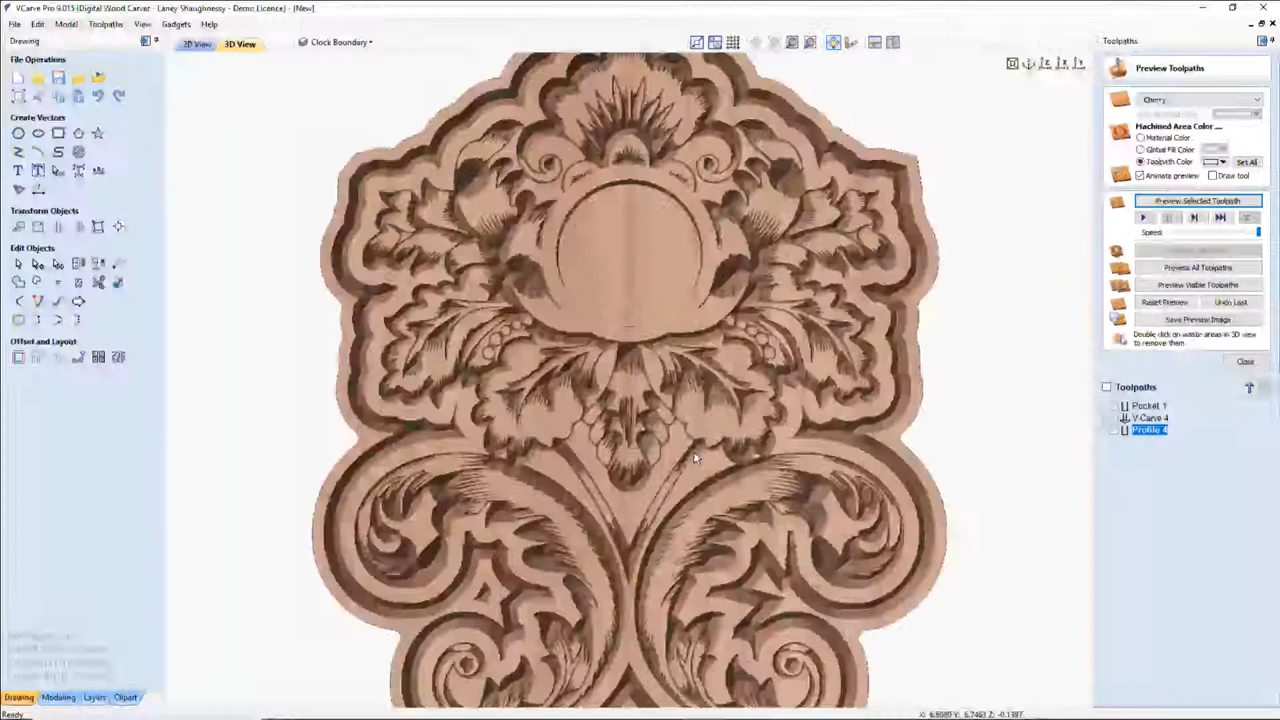 VCarve Pro 9.015 (Digital Wood Carver - Laney Shaughnessy - Demo Licence) - [New]
File Edit Model Toolpaths View Gadgets Help
Drawing
2D View 3D View Clock Boundary
Toolpaths
File Operations
Preview Toolpaths
Cherry
Create Vectors
Machined Area Color ...
Material Color
Global Fill Color
Toolpath Color Set All
Animate preview Draw tool
Transform Objects
Preview Selected Toolpath
Speed
Edit Objects
Preview All Toolpaths
Preview Visible Toolpaths
Reset Preview Undo Last
Save Preview Image
Double click on waste areas in 3D view
to remove them
Offset and Layout
Close
Toolpaths
Pocket 1
V-Carve 4
Profile 4
Drawing Modeling Layers Clipart
Ready